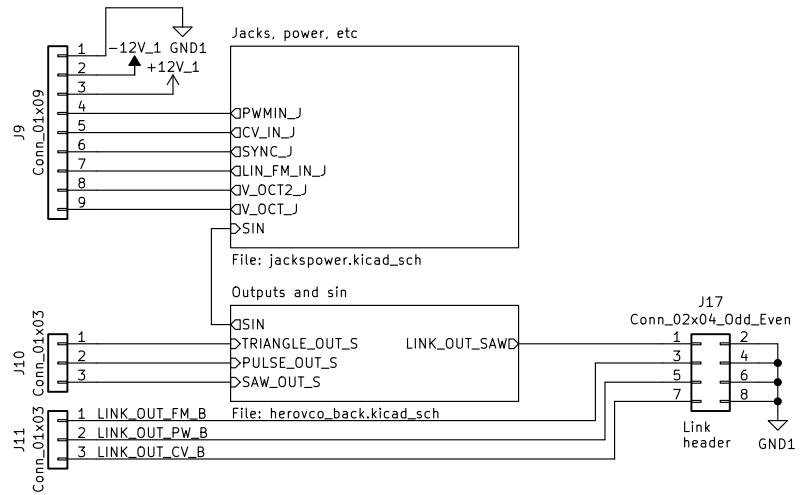 Jacks, power, etc
-12V_1 GND1
+12V_1
J9
Conn_01x09
1
2
3
4
5
6
7
8
9
PWMIN_J
CV_IN_J
SYNC_J
LIN_FM_IN_J
V_OCT2_J
V_OCT_J
SIN
File: jackspower.kicad_sch
Outputs and sin
SIN
TRIANGLE_OUT_S
PULSE_OUT_S
SAW_OUT_S
LINK_OUT_SAW
File: herovco_back.kicad_sch
J10
Conn_01x03
1
2
3
J11
Conn_01x03
1 LINK_OUT_FM_B
2 LINK_OUT_PW_B
3 LINK_OUT_CV_B
J17
Conn_02x04_Odd_Even
1 2
3 4
5 6
7 8
Link
header
GND1